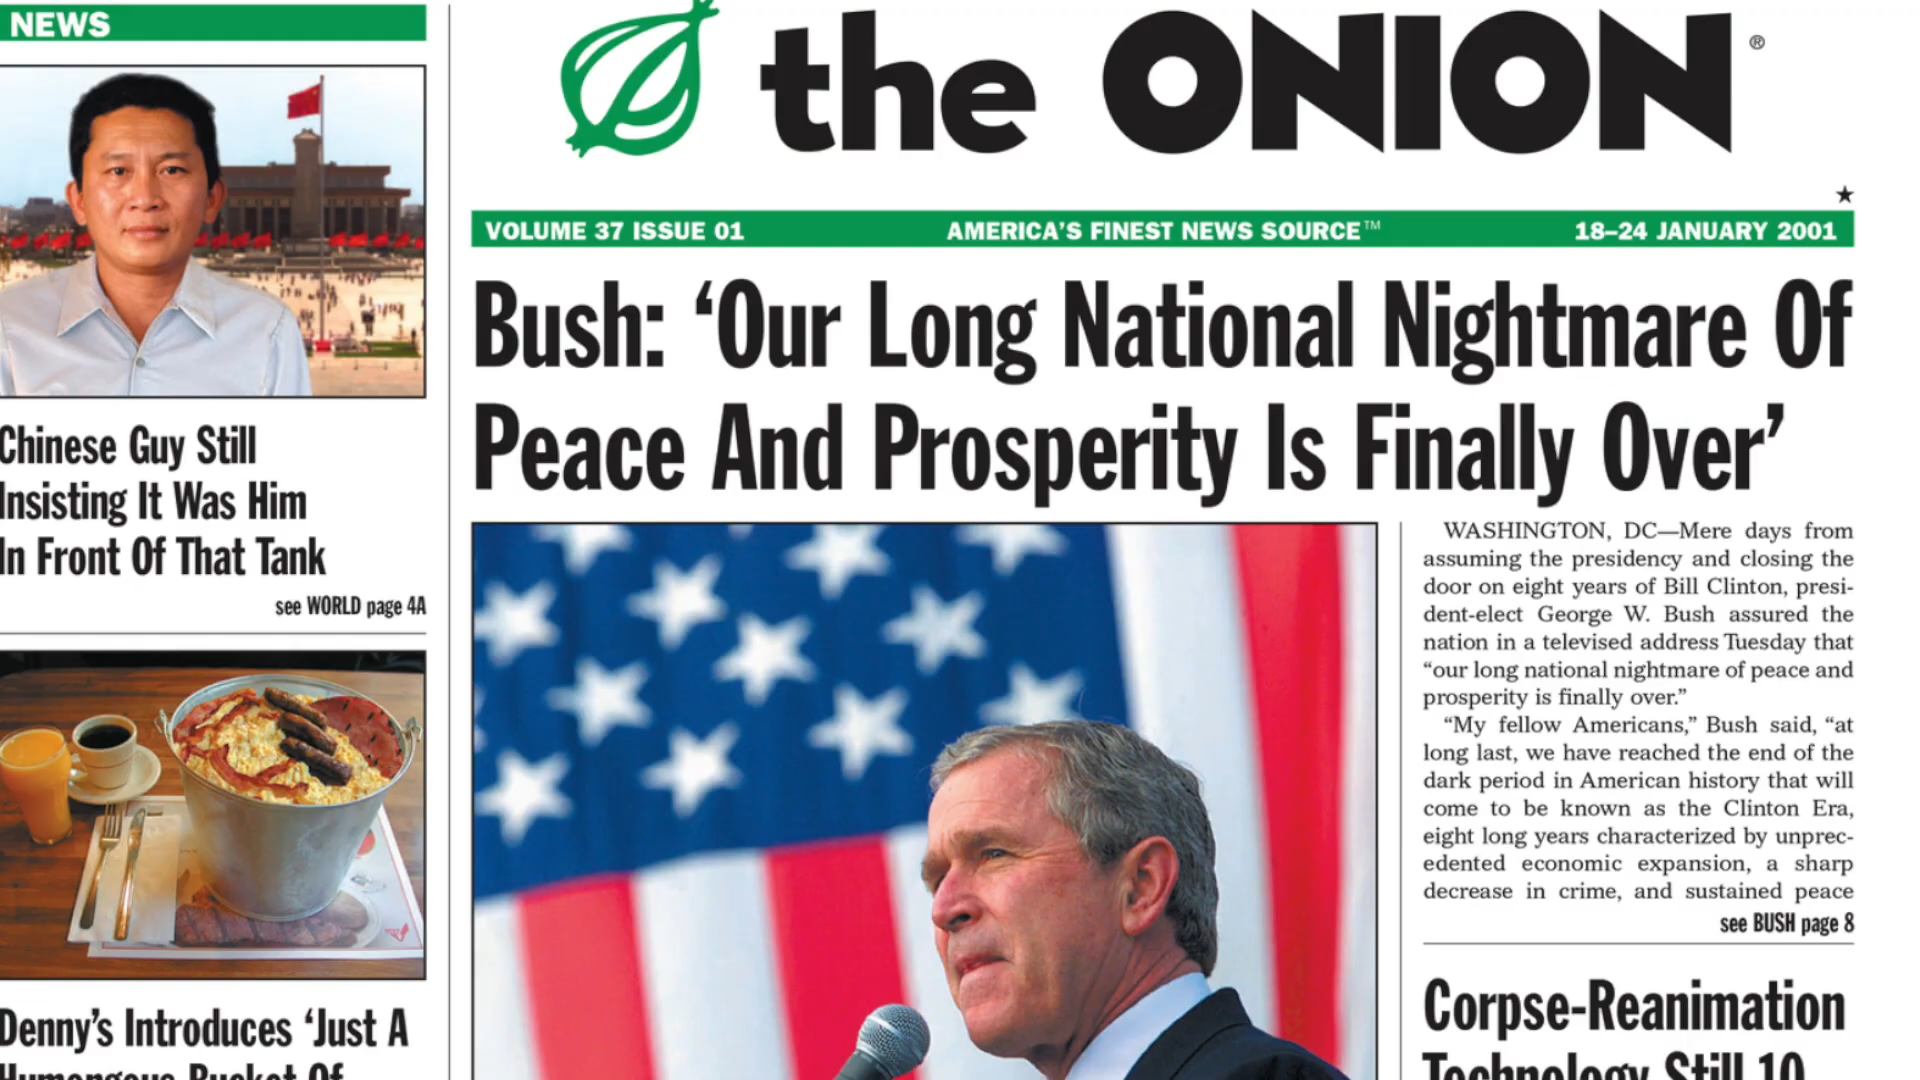 NEWS
Chinese Guy Still
Insisting It Was Him
In Front Of That Tank
see WORLD page 4A
Denny’s Introduces ‘Just A
Humongous Bucket Of
the ONION®
VOLUME 37 ISSUE 01 AMERICA’S FINEST NEWS SOURCE™ 18–24 JANUARY 2001
Bush: ‘Our Long National Nightmare Of
Peace And Prosperity Is Finally Over’
WASHINGTON, DC—Mere days from
assuming the presidency and closing the
door on eight years of Bill Clinton, presi-
dent-elect George W. Bush assured the
nation in a televised address Tuesday that
“our long national nightmare of peace and
prosperity is finally over.”
“My fellow Americans,” Bush said, “at
long last, we have reached the end of the
dark period in American history that will
come to be known as the Clinton Era,
eight long years characterized by unprec-
edented economic expansion, a sharp
decrease in crime, and sustained peace
see BUSH page 8
Corpse-Reanimation
Technology Still 10